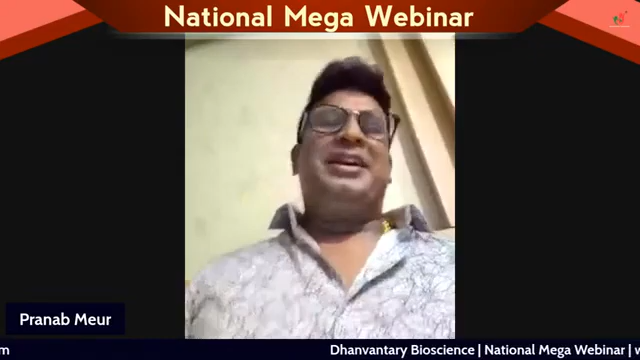 National Mega Webinar
Pranab Meur
m
Dhanvantary Bioscience | National Mega Webinar | w